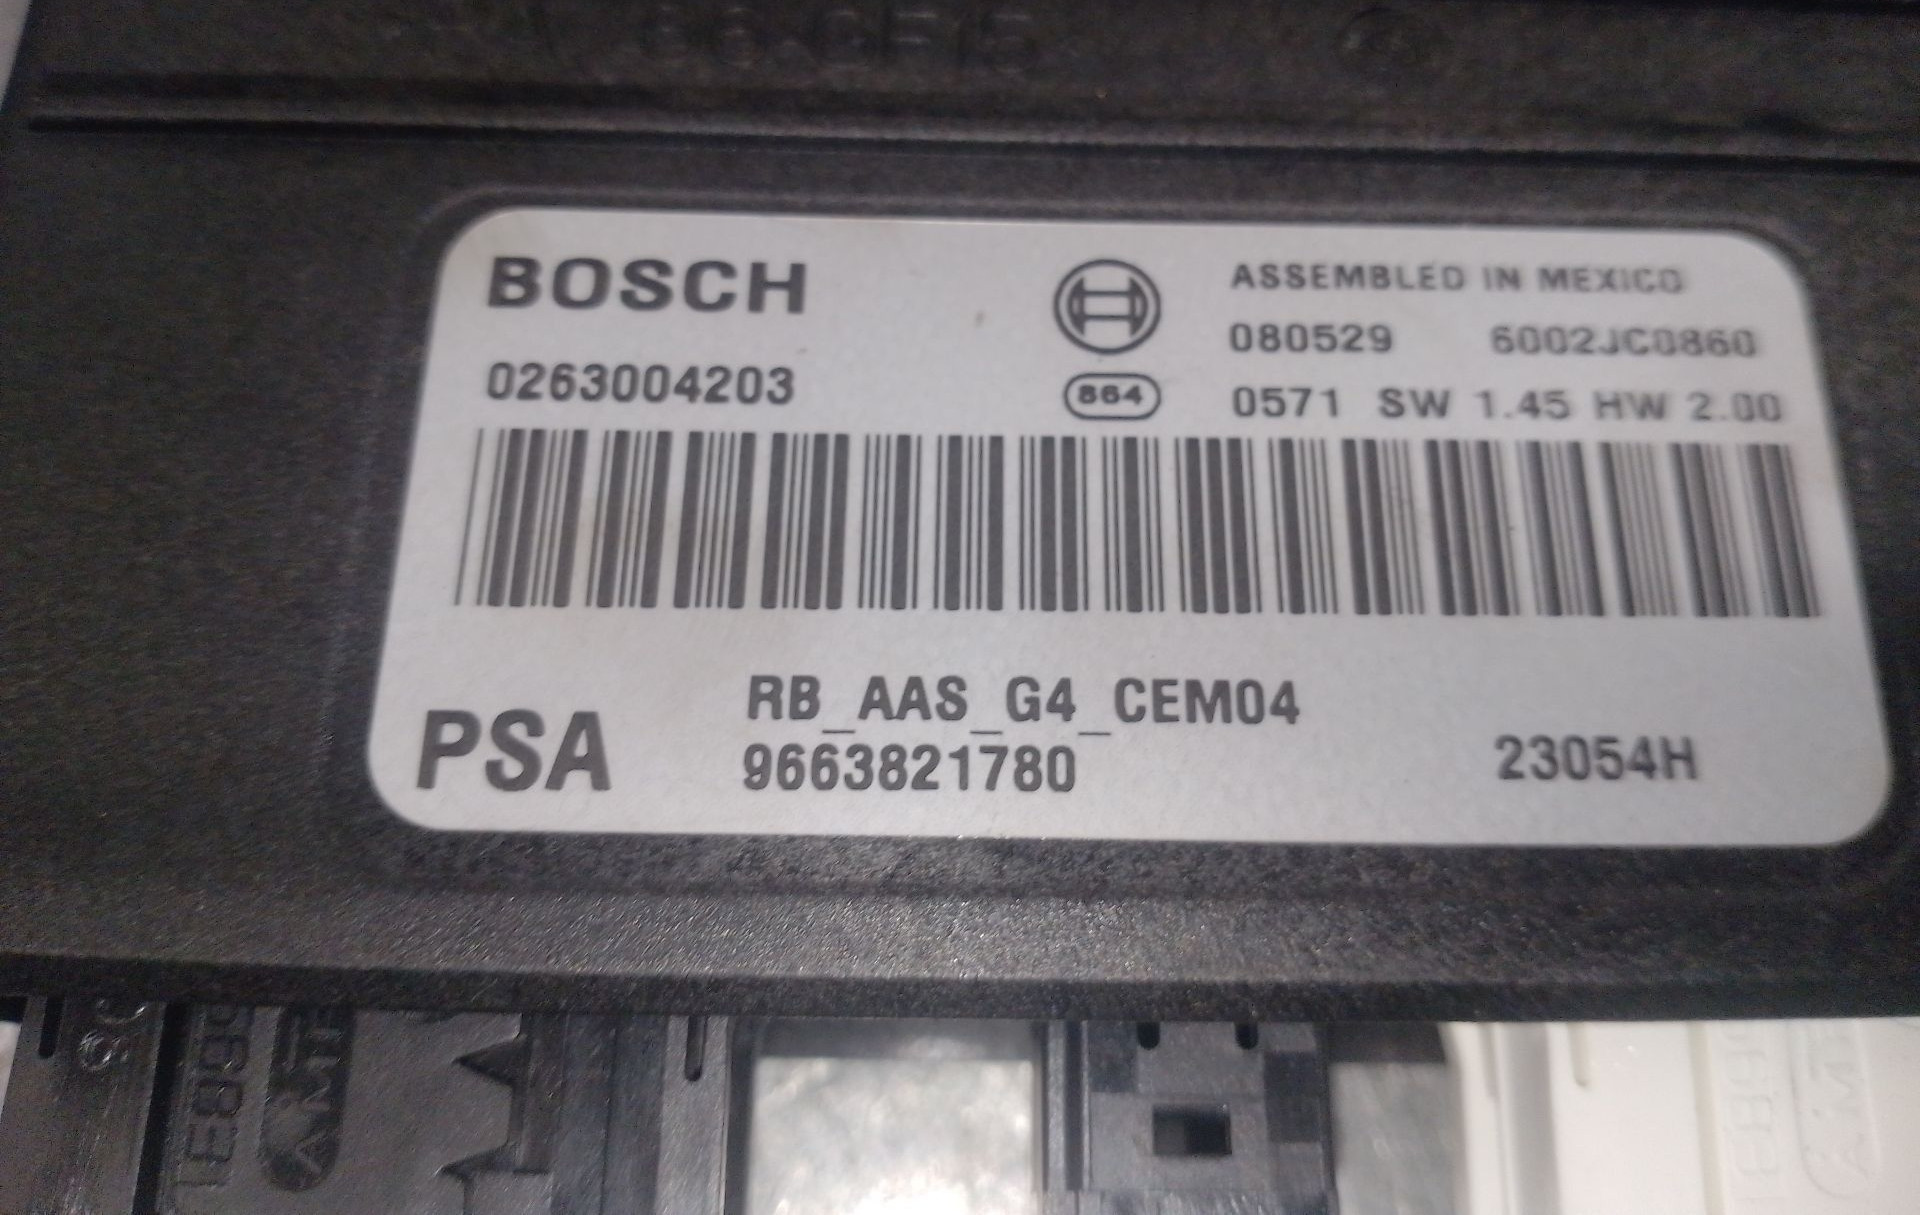 BOSCH
ASSEMBLED IN MEXICO
080529 6002JC0860
0263004203
864
0571 SW 1.45 HW 2.00
RB_AAS_G4_CEM04
PSA
9663821780
23054H